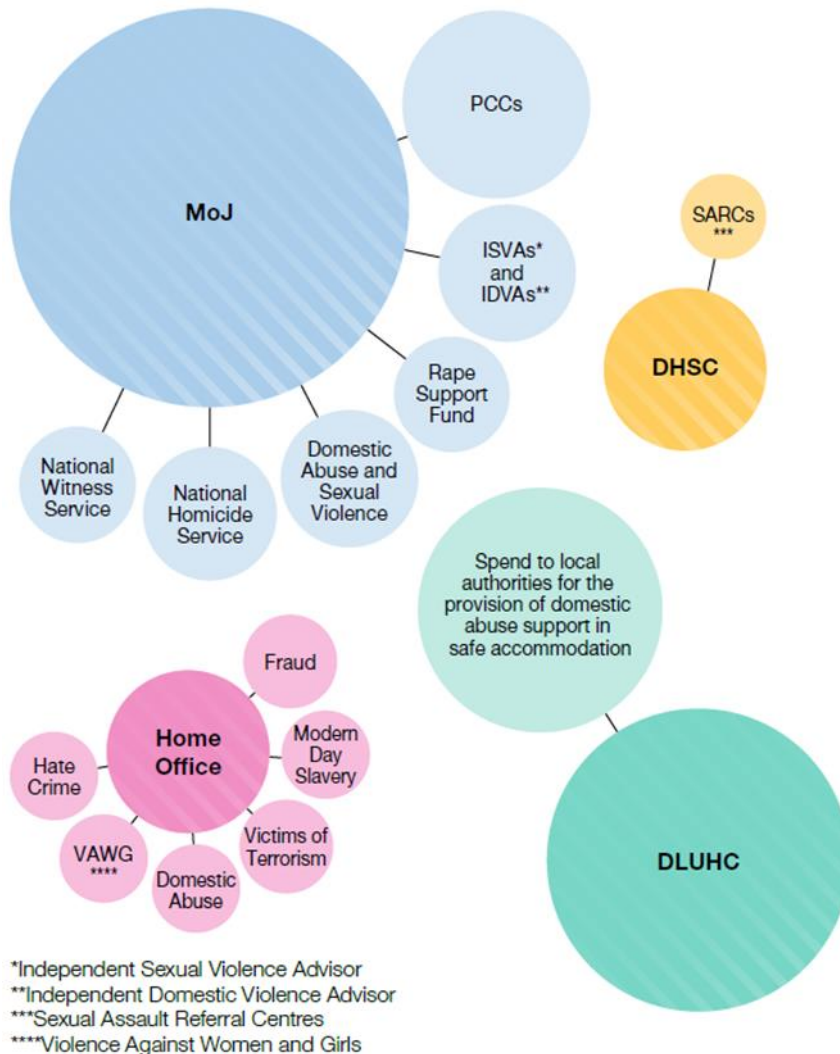 PCCs
MoJ
ISVAs*
and
IDVAs**
SARCs
***
DHSC
Rape
Support
Fund
Domestic
Abuse and
Sexual
Violence
National
Homicide
Service
National
Witness
Service
Spend to local
authorities for the
provision of domestic
abuse support in
safe accommodation
DLUHC
Fraud
Home
Office
Modern
Day
Slavery
Hate
Crime
Victims of
Terrorism
VAWG
****
Domestic
Abuse
*Independent Sexual Violence Advisor
**Independent Domestic Violence Advisor
***Sexual Assault Referral Centres
****Violence Against Women and Girls